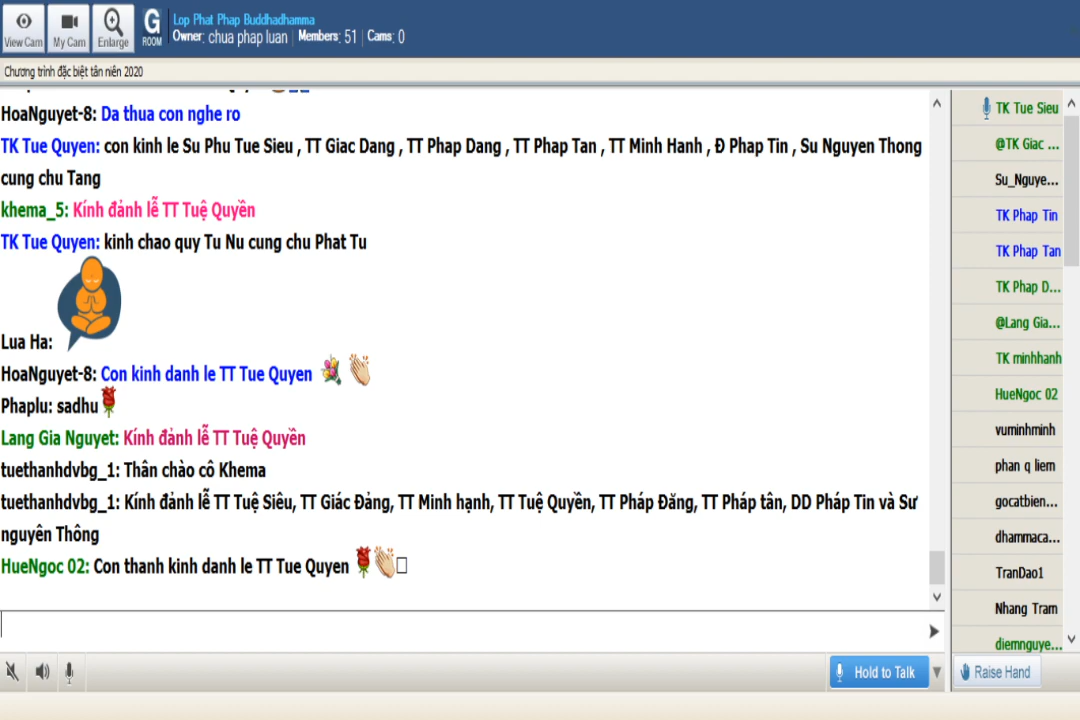 View Cam
My Cam
Enlarge
G
ROOM
Lop Phat Phap Buddhadhamma
Owner: chua phap luan | Members: 51 | Cams: 0
Chương trình đặc biệt tân niên 2020
HoaNguyet-8: Da thua con nghe ro
TK Tue Quyen: con kinh le Su Phu Tue Sieu , TT Giac Dang , TT Phap Dang , TT Phap Tan , TT Minh Hanh , Đ Phap Tin , Su Nguyen Thong
cung chu Tang
khema_5: Kính đảnh lễ TT Tuệ Quyền
TK Tue Quyen: kinh chao quy Tu Nu cung chu Phat Tu
Lua Ha:
HoaNguyet-8: Con kinh danh le TT Tue Quyen
Phaplu: sadhu
Lang Gia Nguyet: Kính đảnh lễ TT Tuệ Quyền
tuethanhdvbg_1: Thân chào cô Khema
tuethanhdvbg_1: Kính đảnh lễ TT Tuệ Siêu, TT Giác Đảng, TT Minh hạnh, TT Tuệ Quyền, TT Pháp Đăng, TT Pháp tân, DD Pháp Tin và Sư
nguyên Thông
HueNgoc 02: Con thanh kinh danh le TT Tue Quyen
TK Tue Sieu
@TK Giac ...
Su_Nguye...
TK Phap Tin
TK Phap Tan
TK Phap D...
@Lang Gia...
TK minhhanh
HueNgoc 02
vuminhminh
phan q liem
gocatbien...
dhammaca...
TranDao1
Nhang Tram
diemnguye...
Hold to Talk
Raise Hand